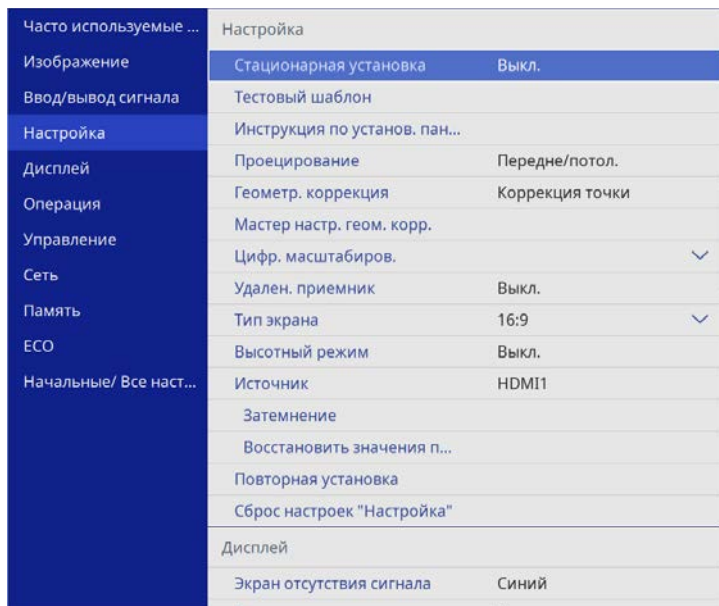 Часто используемые ...
Изображение
Ввод/вывод сигнала
Настройка
Дисплей
Операция
Управление
Сеть
Память
ECO
Начальные/ Все наст...
Настройка
Стационарная установка Выкл.
Тестовый шаблон
Инструкция по установ. пан...
Проецирование Передне/потол.
Геометр. коррекция Коррекция точки
Мастер настр. геом. корр.
Цифр. масштабиров.
Удален. приемник Выкл.
Тип экрана 16:9
Высотный режим Выкл.
Источник HDMI1
Затемнение
Восстановить значения п...
Повторная установка
Сброс настроек "Настройка"
Дисплей
Экран отсутствия сигнала Синий